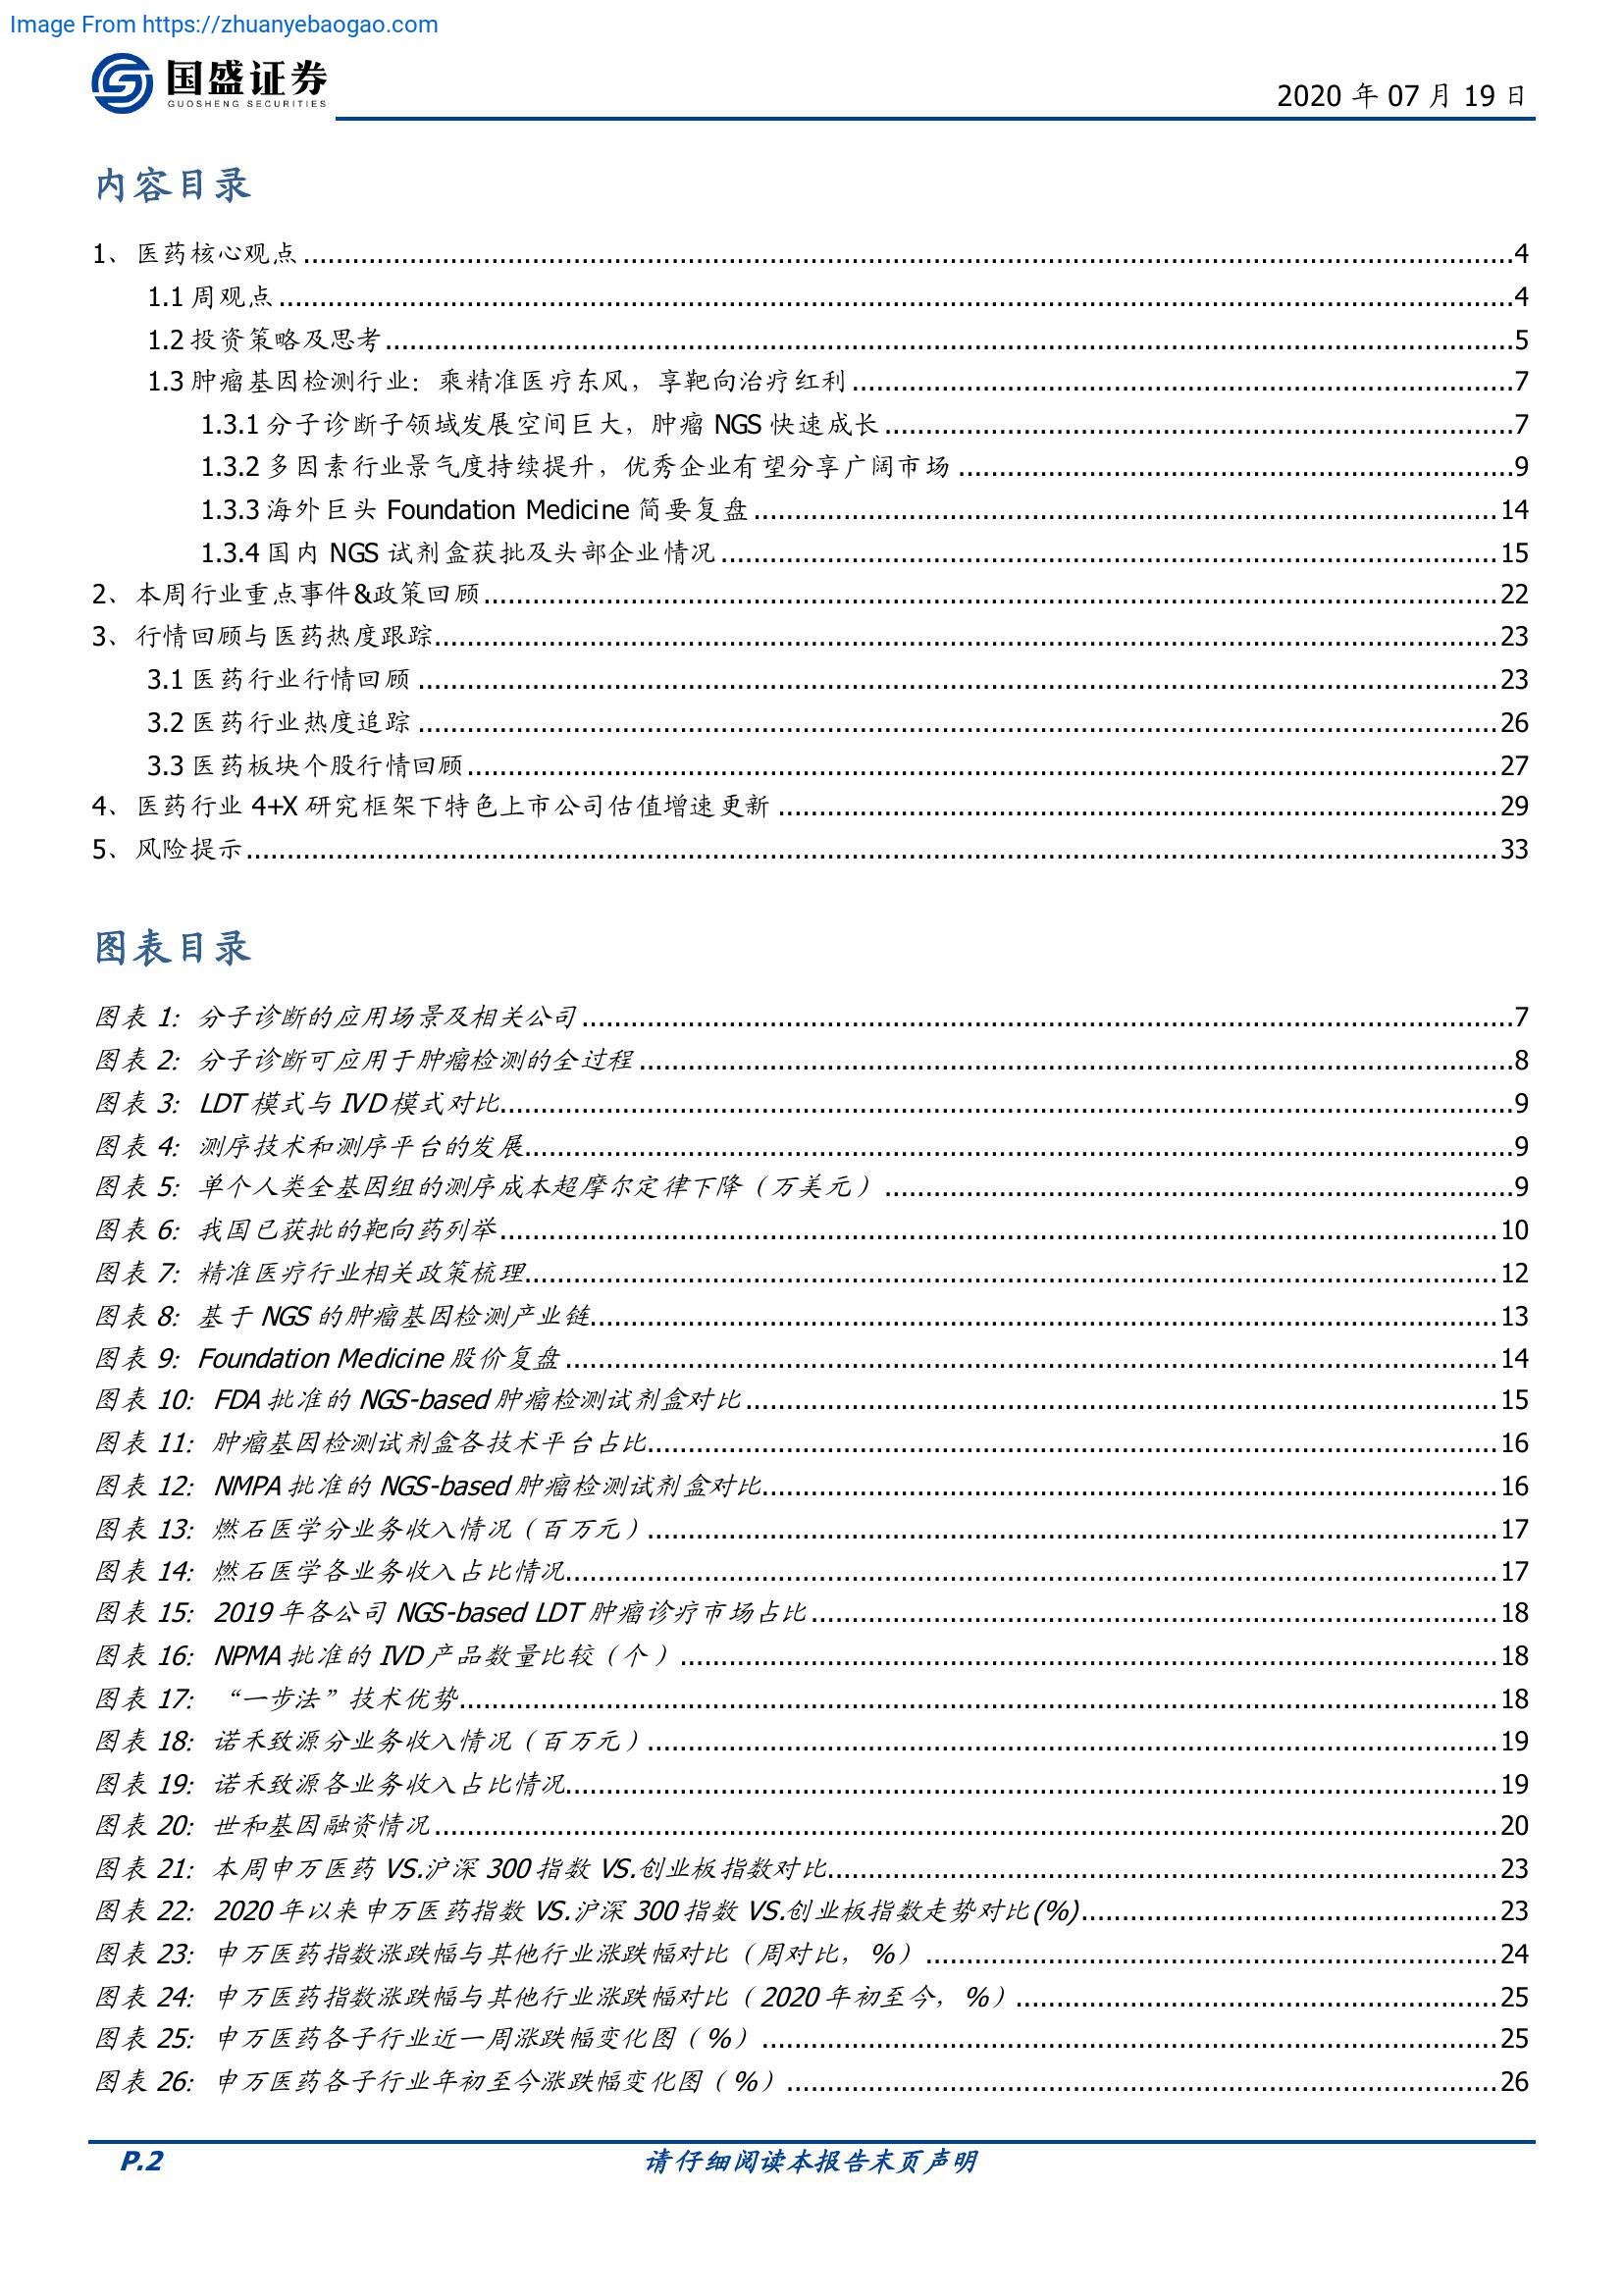 Image From https://zhuanyebaogao.com
国盛证券
GUOSHENG SECURITIES
2020 年 07 月 19 日
内容目录
1、医药核心观点 ........ 4
1.1 周观点 ........ 4
1.2 投资策略及思考 ........ 5
1.3 肿瘤基因检测行业：乘精准医疗东风，享靶向治疗红利 ........ 7
1.3.1 分子诊断子领域发展空间巨大，肿瘤 NGS 快速成长 ........ 7
1.3.2 多因素行业景气度持续提升，优秀企业有望分享广阔市场 ........ 9
1.3.3 海外巨头 Foundation Medicine 简要复盘 ........ 14
1.3.4 国内 NGS 试剂盒获批及头部企业情况 ........ 15
2、本周行业重点事件&政策回顾 ........ 22
3、行情回顾与医药热度跟踪 ........ 23
3.1 医药行业行情回顾 ........ 23
3.2 医药行业热度追踪 ........ 26
3.3 医药板块个股行情回顾 ........ 27
4、医药行业 4+X 研究框架下特色上市公司估值增速更新 ........ 29
5、风险提示 ........ 33
图表目录
图表 1：分子诊断的应用场景及相关公司 ........ 7
图表 2：分子诊断可应用于肿瘤检测的全过程 ........ 8
图表 3：LDT 模式与 IVD 模式对比 ........ 9
图表 4：测序技术和测序平台的发展 ........ 9
图表 5：单个人类全基因组的测序成本超摩尔定律下降（万美元） ........ 9
图表 6：我国已获批的靶向药列举 ........ 10
图表 7：精准医疗行业相关政策梳理 ........ 12
图表 8：基于 NGS 的肿瘤基因检测产业链 ........ 13
图表 9：Foundation Medicine 股价复盘 ........ 14
图表 10：FDA 批准的 NGS-based 肿瘤检测试剂盒对比 ........ 15
图表 11：肿瘤基因检测试剂盒各技术平台占比 ........ 16
图表 12：NMPA 批准的 NGS-based 肿瘤检测试剂盒对比 ........ 16
图表 13：燃石医学分业务收入情况（百万元） ........ 17
图表 14：燃石医学各业务收入占比情况 ........ 17
图表 15：2019 年各公司 NGS-based LDT 肿瘤诊疗市场占比 ........ 18
图表 16：NPMA 批准的 IVD 产品数量比较（个） ........ 18
图表 17：“一步法”技术优势 ........ 18
图表 18：诺禾致源分业务收入情况（百万元） ........ 19
图表 19：诺禾致源各业务收入占比情况 ........ 19
图表 20：世和基因融资情况 ........ 20
图表 21：本周申万医药 VS.沪深 300 指数 VS.创业板指数对比 ........ 23
图表 22：2020 年以来申万医药指数 VS.沪深 300 指数 VS.创业板指数走势对比(%) ........ 23
图表 23：申万医药指数涨跌幅与其他行业涨跌幅对比（周对比，%） ........ 24
图表 24：申万医药指数涨跌幅与其他行业涨跌幅对比（2020 年初至今，%） ........ 25
图表 25：申万医药各子行业近一周涨跌幅变化图（%） ........ 25
图表 26：申万医药各子行业年初至今涨跌幅变化图（%） ........ 26
P.2
请仔细阅读本报告末页声明